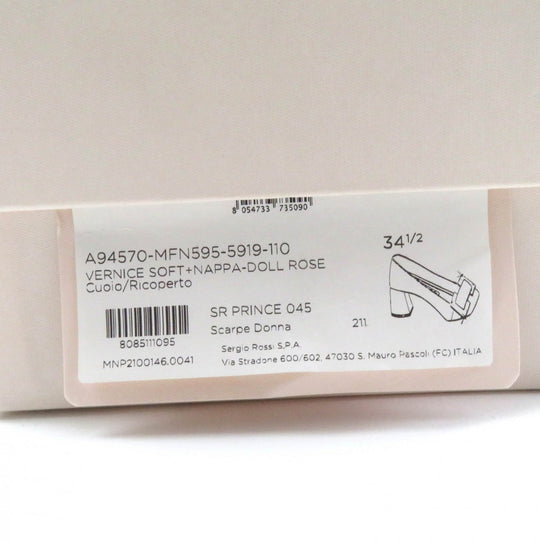 8 054733 735090
A94570-MFN595-5919-110
VERNICE SOFT+NAPPA-DOLL ROSE
Cuoio/Ricoperto
34 1/2
8085111095
MNP2100146.0041
SR PRINCE 045
Scarpe Donna
211
Sergio Rossi S.P.A.
Via Stradone 600/602, 47030 S. Mauro Pascoli (FC) ITALIA